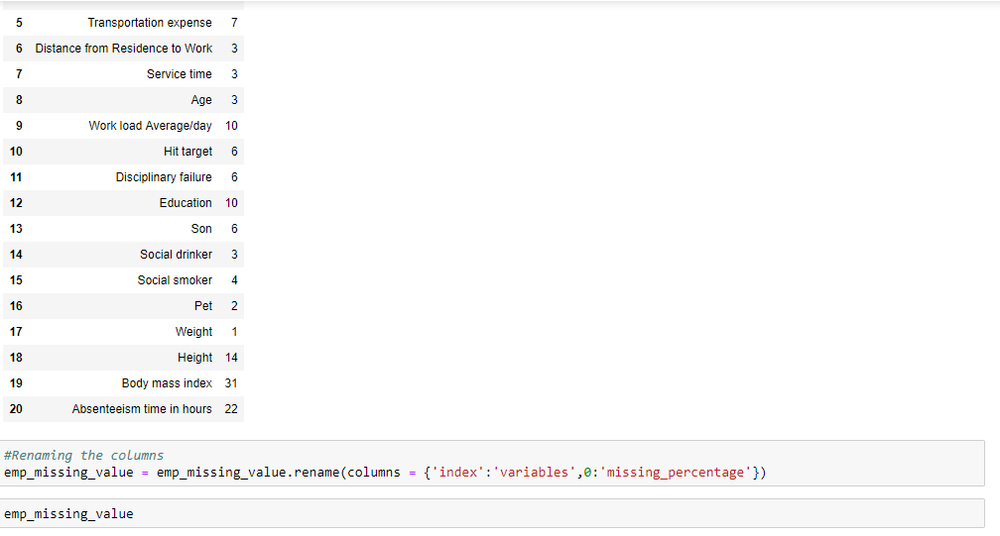 5 Transportation expense 7
6 Distance from Residence to Work 3
7 Service time 3
8 Age 3
9 Work load Average/day 10
10 Hit target 6
11 Disciplinary failure 6
12 Education 10
13 Son 6
14 Social drinker 3
15 Social smoker 4
16 Pet 2
17 Weight 1
18 Height 14
19 Body mass index 31
20 Absenteeism time in hours 22
#Renaming the columns
emp_missing_value = emp_missing_value.rename(columns = {'index':'variables',0:'missing_percentage'})
emp_missing_value